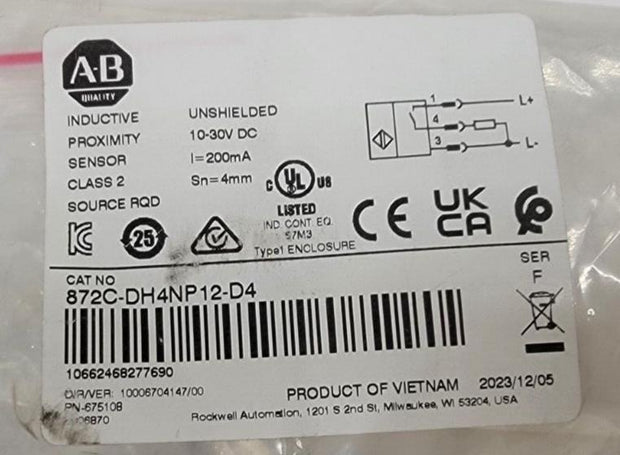 A-B
QUALITY
INDUCTIVE
PROXIMITY
SENSOR
CLASS 2
SOURCE RQD
UNSHIELDED
10-30V DC
I=200mA
Sn=4mm
1
4
3
L+
L-
C UL US
LISTED
IND. CONT. EQ.
57M3
Type1 ENCLOSURE
25
CE
UK
CA
CAT NO
872C-DH4NP12-D4
SER
F
10662468277690
D/R/VER: 10006704147/00
PN-675108
06870
PRODUCT OF VIETNAM 2023/12/05
Rockwell Automation, 1201 S 2nd St, Milwaukee, WI 53204, USA